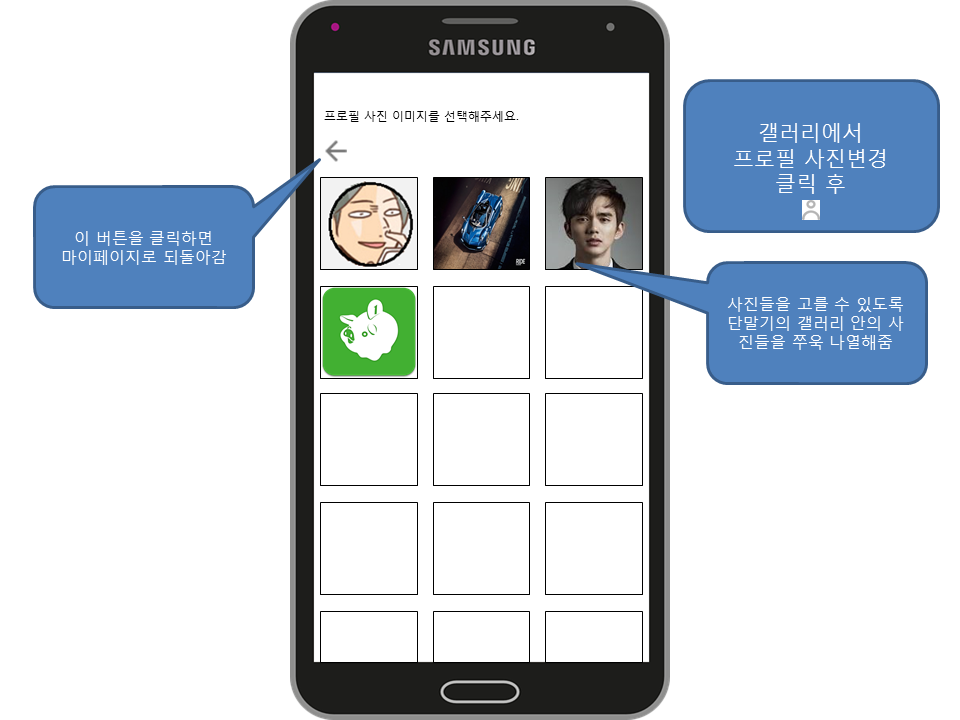 SAMSUNG
프로필 사진 이미지를 선택해주세요.
갤러리에서
프로필 사진변경
클릭 후
이 버튼을 클릭하면
마이페이지로 되돌아감
사진들을 고를 수 있도록
단말기의 갤러리 안의 사
진들을 쭈욱 나열해줌
RIDE
1